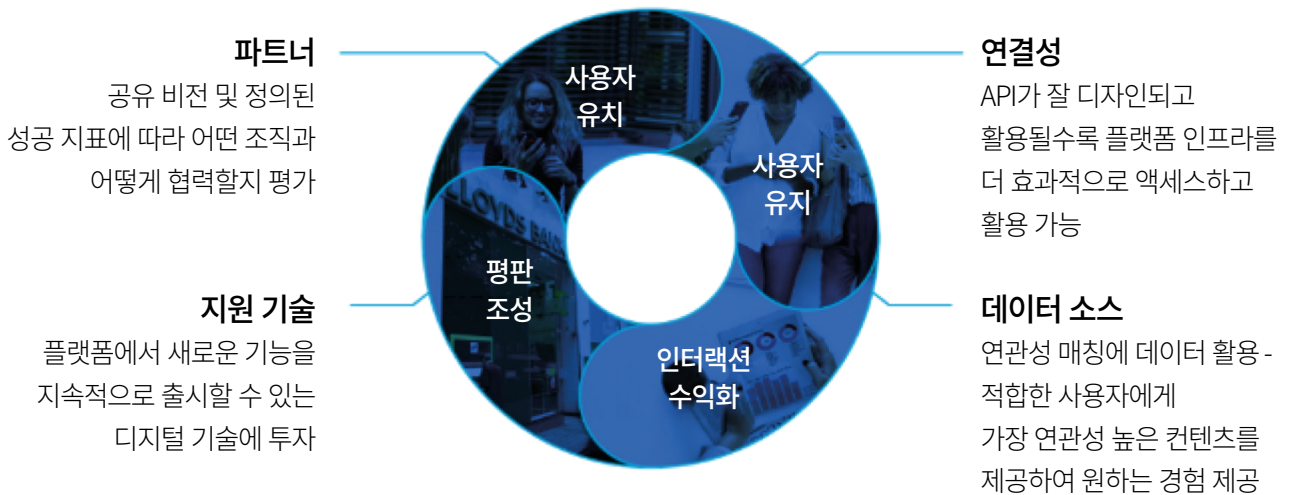 파트너
공유 비전 및 정의된
성공 지표에 따라 어떤 조직과
어떻게 협력할지 평가
지원 기술
플랫폼에서 새로운 기능을
지속적으로 출시할 수 있는
디지털 기술에 투자
사용자
유치
사용자
유지
평판
조성
인터랙션
수익화
LLOYDS BANK
연결성
API가 잘 디자인되고
활용될수록 플랫폼 인프라를
더 효과적으로 액세스하고
활용 가능
데이터 소스
연관성 매칭에 데이터 활용 -
적합한 사용자에게
가장 연관성 높은 컨텐츠를
제공하여 원하는 경험 제공